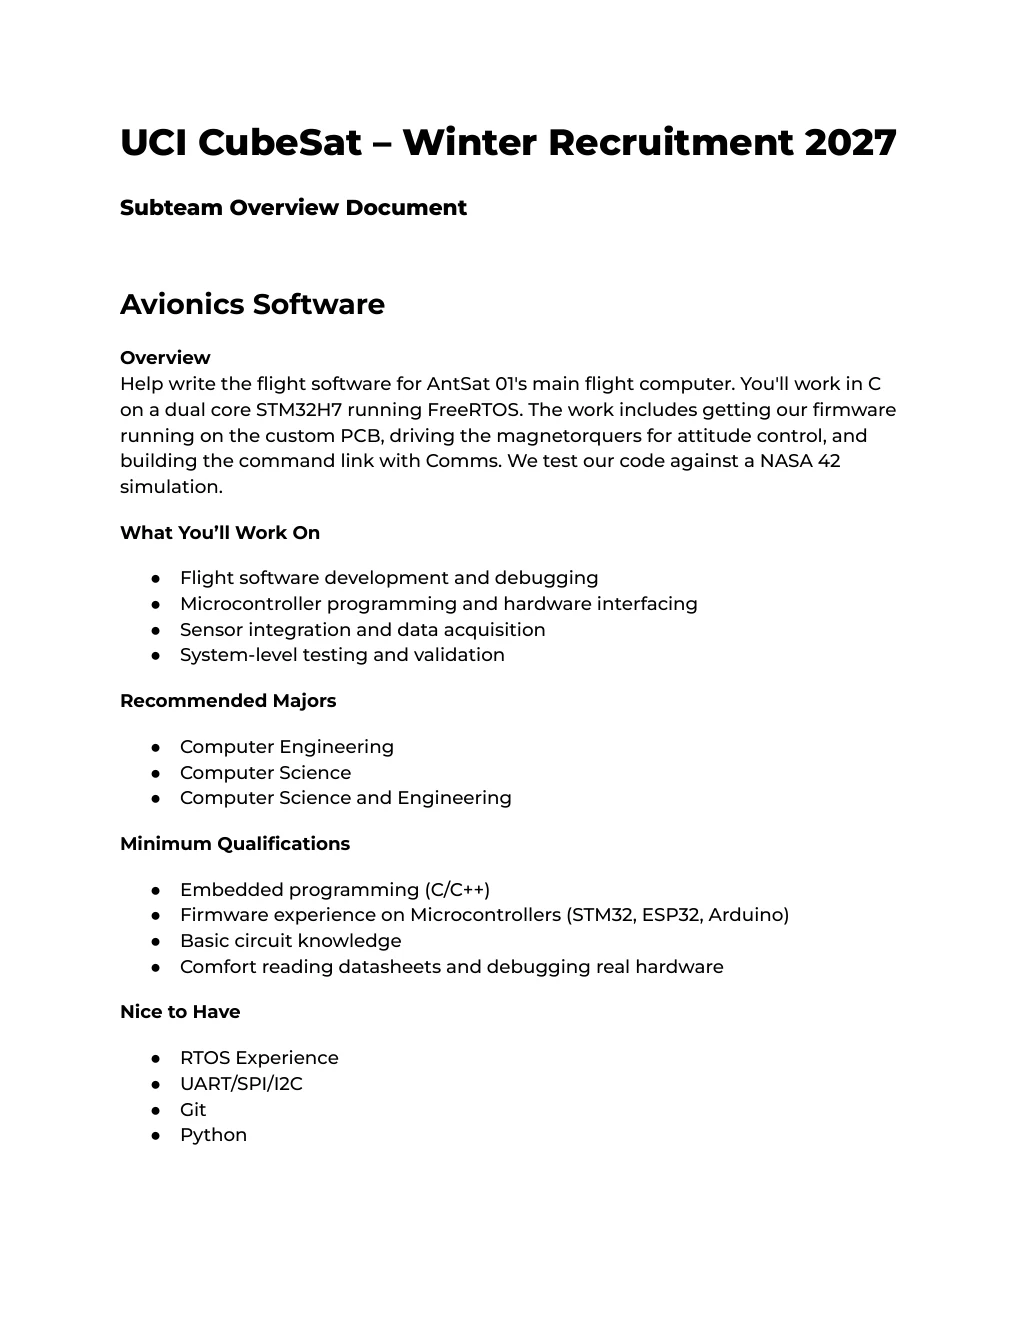 UCI CubeSat – Winter Recruitment 2027
Subteam Overview Document
Avionics Software
Overview
Help write the flight software for AntSat 01's main flight computer. You'll work in C
on a dual core STM32H7 running FreeRTOS. The work includes getting our firmware
running on the custom PCB, driving the magnetorquers for attitude control, and
building the command link with Comms. We test our code against a NASA 42
simulation.
What You’ll Work On
● Flight software development and debugging
● Microcontroller programming and hardware interfacing
● Sensor integration and data acquisition
● System-level testing and validation
Recommended Majors
● Computer Engineering
● Computer Science
● Computer Science and Engineering
Minimum Qualifications
● Embedded programming (C/C++)
● Firmware experience on Microcontrollers (STM32, ESP32, Arduino)
● Basic circuit knowledge
● Comfort reading datasheets and debugging real hardware
Nice to Have
● RTOS Experience
● UART/SPI/I2C
● Git
● Python